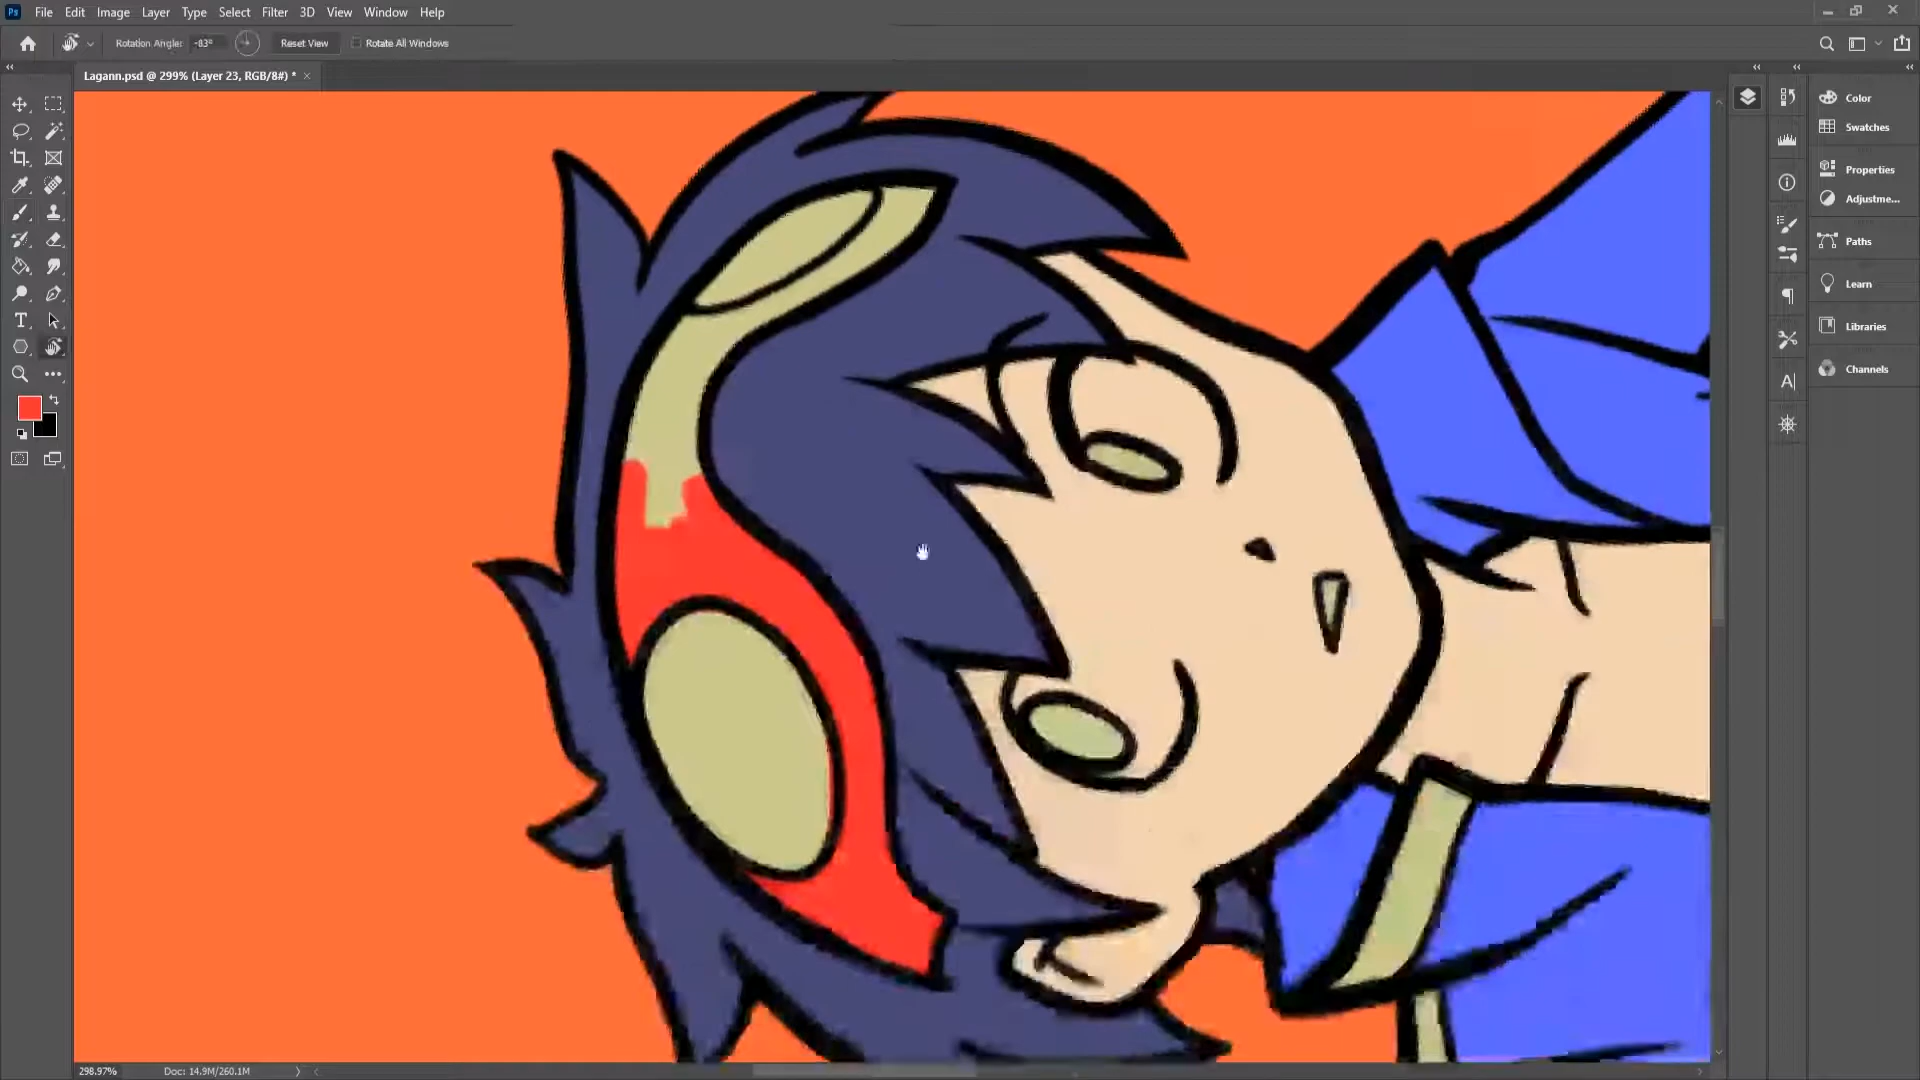 Ps File Edit Image Layer Type Select Filter 3D View Window Help
Rotation Angle: -83° Reset View Rotate All Windows
Lagann.psd @ 299% (Layer 23, RGB/8#) * ×
Color
Swatches
Properties
Adjustme...
Paths
Learn
Libraries
Channels
298.97% Doc: 14.9M/260.1M